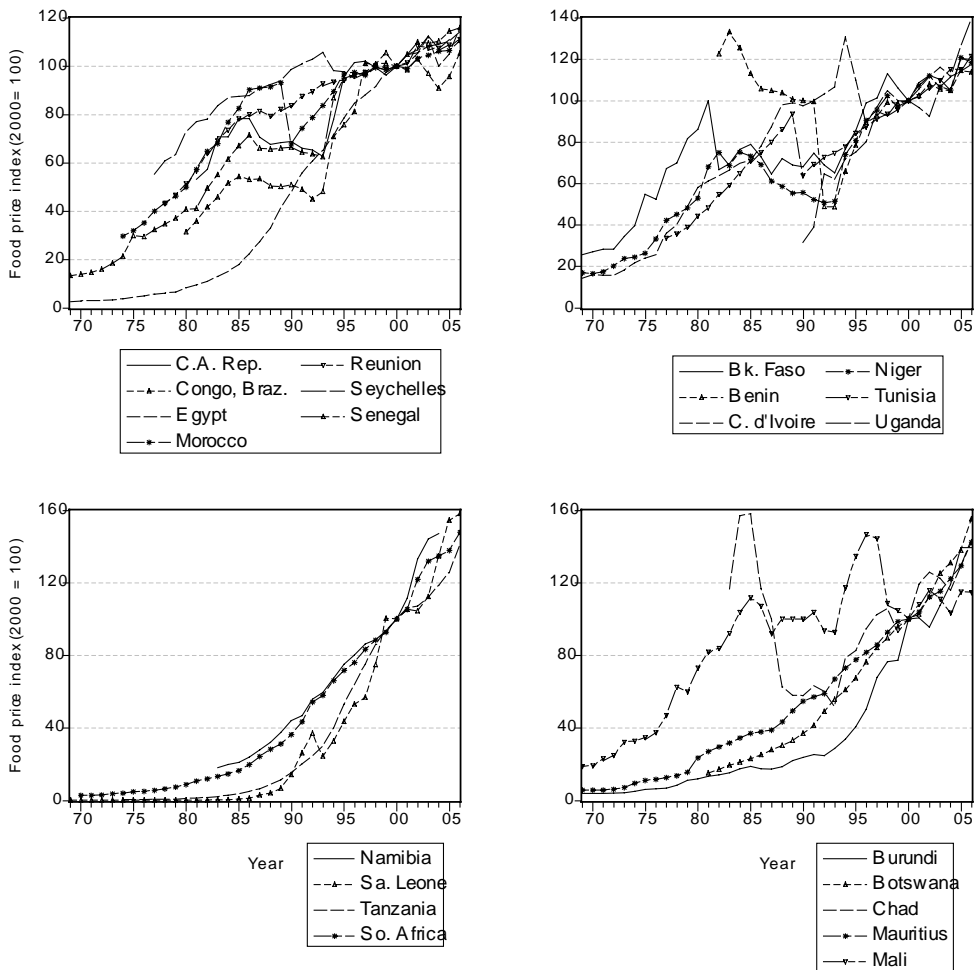 Food price index(2000= 100)
120
100
80
60
40
20
0
70 75 80 85 90 95 00 05
C.A. Rep.
Congo, Braz.
Egypt
Morocco
Reunion
Seychelles
Senegal
140
120
100
80
60
40
20
0
70 75 80 85 90 95 00 05
Bk. Faso
Benin
C. d'Ivoire
Niger
Tunisia
Uganda
Food price index(2000 = 100)
160
120
80
40
0
70 75 80 85 90 95 00 05
Year
Namibia
Sa. Leone
Tanzania
So. Africa
160
120
80
40
0
70 75 80 85 90 95 00 05
Year
Burundi
Botswana
Chad
Mauritius
Mali